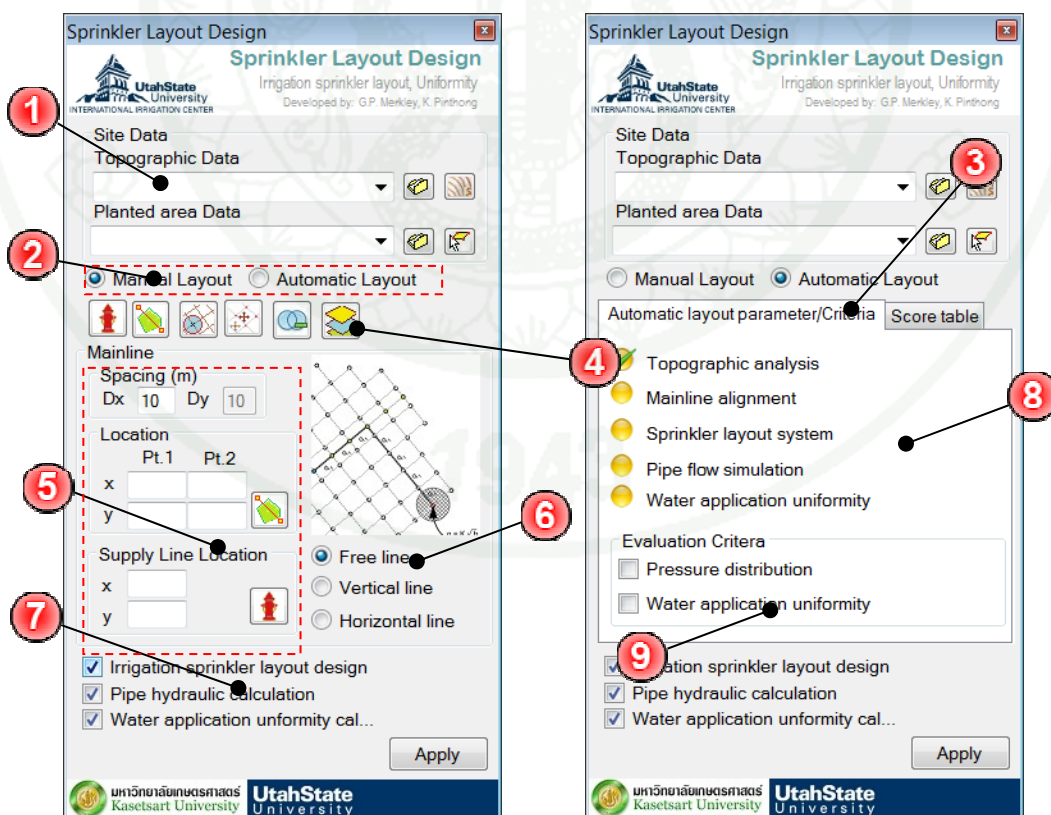 Sprinkler Layout Design
Sprinkler Layout Design
Irrigation sprinkler layout, Uniformity
Developed by: G.P. Merkley, K. Pinthong
UtahState
University
INTERNATIONAL IRRIGATION CENTER
1
Site Data
Topographic Data
Planted area Data
2
Manual Layout
Automatic Layout
4
Mainline
Spacing (m)
Dx 10 Dy 10
Location
Pt.1 Pt.2
x
y
5
6
Supply Line Location
x
y
Free line
Vertical line
Horizontal line
7
Irrigation sprinkler layout design
Pipe hydraulic calculation
Water application unformity cal...
Apply
มหาวิทยาลัยเกษตรศาสตร์
Kasetsart University
UtahState
University
Sprinkler Layout Design
Sprinkler Layout Design
Irrigation sprinkler layout, Uniformity
Developed by: G.P. Merkley, K. Pinthong
UtahState
University
INTERNATIONAL IRRIGATION CENTER
Site Data
Topographic Data
3
Planted area Data
Manual Layout
Automatic Layout
Automatic layout parameter/Criteria
Score table
Topographic analysis
Mainline alignment
Sprinkler layout system
Pipe flow simulation
Water application uniformity
8
Evaluation Critera
Pressure distribution
Water application uniformity
9
ation sprinkler layout design
Pipe hydraulic calculation
Water application unformity cal...
Apply
มหาวิทยาลัยเกษตรศาสตร์
Kasetsart University
UtahState
University
1943